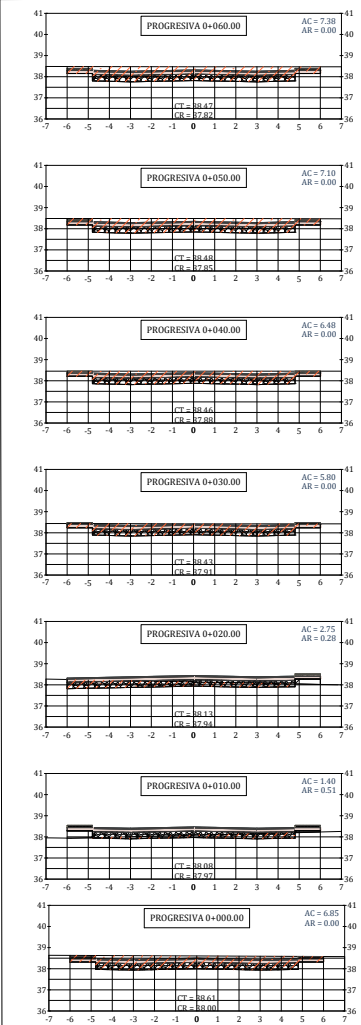 41 PROGRESIVA 0+060.00 AC = 7.38 41
AR = 0.00
40 40
39 39
38 38
37 CT = 38.47 37
36 CR = 37.82 36
-7 -6 -5 -4 -3 -2 -1 0 1 2 3 4 5 6 7
41 PROGRESIVA 0+050.00 AC = 7.10 41
AR = 0.00
40 40
39 39
38 38
37 CT = 38.48 37
36 CR = 37.85 36
-7 -6 -5 -4 -3 -2 -1 0 1 2 3 4 5 6 7
41 PROGRESIVA 0+040.00 AC = 6.48 41
AR = 0.00
40 40
39 39
38 38
37 CT = 38.46 37
36 CR = 37.88 36
-7 -6 -5 -4 -3 -2 -1 0 1 2 3 4 5 6 7
41 PROGRESIVA 0+030.00 AC = 5.80 41
AR = 0.00
40 40
39 39
38 38
37 CT = 38.43 37
36 CR = 37.91 36
-7 -6 -5 -4 -3 -2 -1 0 1 2 3 4 5 6 7
41 PROGRESIVA 0+020.00 AC = 2.75 41
AR = 0.28
40 40
39 39
38 38
37 CT = 38.13 37
36 CR = 37.94 36
-7 -6 -5 -4 -3 -2 -1 0 1 2 3 4 5 6 7
41 PROGRESIVA 0+010.00 AC = 1.40 41
AR = 0.51
40 40
39 39
38 38
37 CT = 38.08 37
36 CR = 37.97 36
-7 -6 -5 -4 -3 -2 -1 0 1 2 3 4 5 6 7
41 PROGRESIVA 0+000.00 AC = 6.85 41
AR = 0.00
40 40
39 39
38 38
37 CT = 38.61 37
36 CR = 38.00 36
-7 -6 -5 -4 -3 -2 -1 0 1 2 3 4 5 6 7